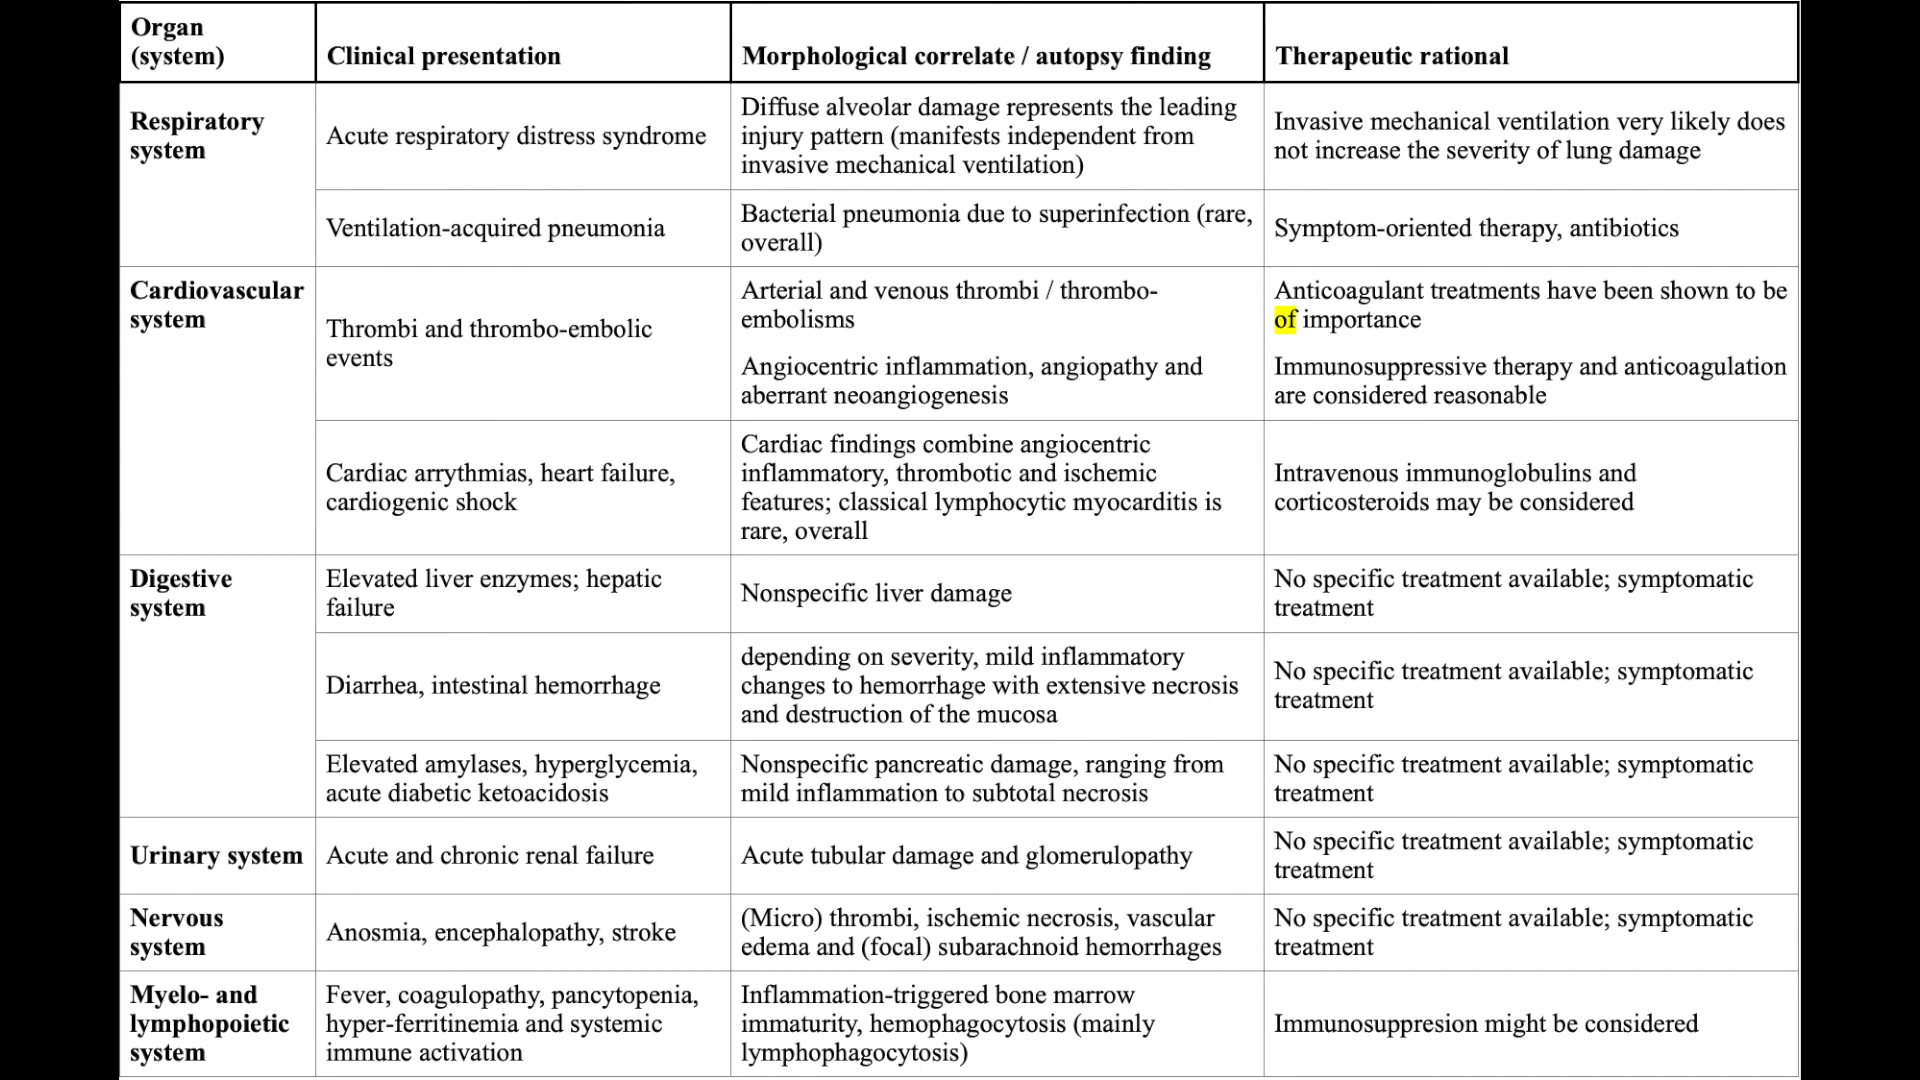 Organ
(system)
Clinical presentation
Morphological correlate / autopsy finding
Therapeutic rational
Respiratory
system
Acute respiratory distress syndrome
Diffuse alveolar damage represents the leading
injury pattern (manifests independent from
invasive mechanical ventilation)
Invasive mechanical ventilation very likely does
not increase the severity of lung damage
Ventilation-acquired pneumonia
Bacterial pneumonia due to superinfection (rare,
overall)
Symptom-oriented therapy, antibiotics
Cardiovascular
system
Thrombi and thrombo-embolic
events
Arterial and venous thrombi / thrombo-
embolisms
Angiocentric inflammation, angiopathy and
aberrant neoangiogenesis
Anticoagulant treatments have been shown to be
of importance
Immunosuppressive therapy and anticoagulation
are considered reasonable
Cardiac arrythmias, heart failure,
cardiogenic shock
Cardiac findings combine angiocentric
inflammatory, thrombotic and ischemic
features; classical lymphocytic myocarditis is
rare, overall
Intravenous immunoglobulins and
corticosteroids may be considered
Digestive
system
Elevated liver enzymes; hepatic
failure
Nonspecific liver damage
No specific treatment available; symptomatic
treatment
Diarrhea, intestinal hemorrhage
depending on severity, mild inflammatory
changes to hemorrhage with extensive necrosis
and destruction of the mucosa
No specific treatment available; symptomatic
treatment
Elevated amylases, hyperglycemia,
acute diabetic ketoacidosis
Nonspecific pancreatic damage, ranging from
mild inflammation to subtotal necrosis
No specific treatment available; symptomatic
treatment
Urinary system
Acute and chronic renal failure
Acute tubular damage and glomerulopathy
No specific treatment available; symptomatic
treatment
Nervous
system
Anosmia, encephalopathy, stroke
(Micro) thrombi, ischemic necrosis, vascular
edema and (focal) subarachnoid hemorrhages
No specific treatment available; symptomatic
treatment
Myelo- and
lymphopoietic
system
Fever, coagulopathy, pancytopenia,
hyper-ferritinemia and systemic
immune activation
Inflammation-triggered bone marrow
immaturity, hemophagocytosis (mainly
lymphophagocytosis)
Immunosuppresion might be considered